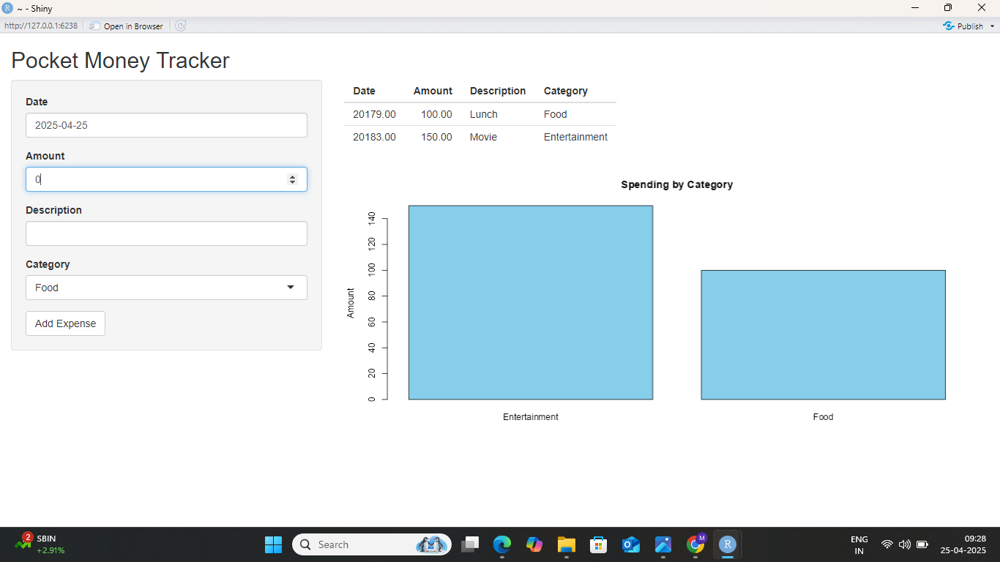 ~ - Shiny
http://127.0.0.1:6238 Open in Browser Publish
Pocket Money Tracker
Date
2025-04-25
Amount
0
Description
Category
Food
Add Expense
Date Amount Description Category
20179.00 100.00 Lunch Food
20183.00 150.00 Movie Entertainment
Spending by Category
Amount
140
120
100
80
60
40
20
0
Entertainment Food
2
SBIN
+2.91%
Search
M
R
ENG
IN
09:28
25-04-2025